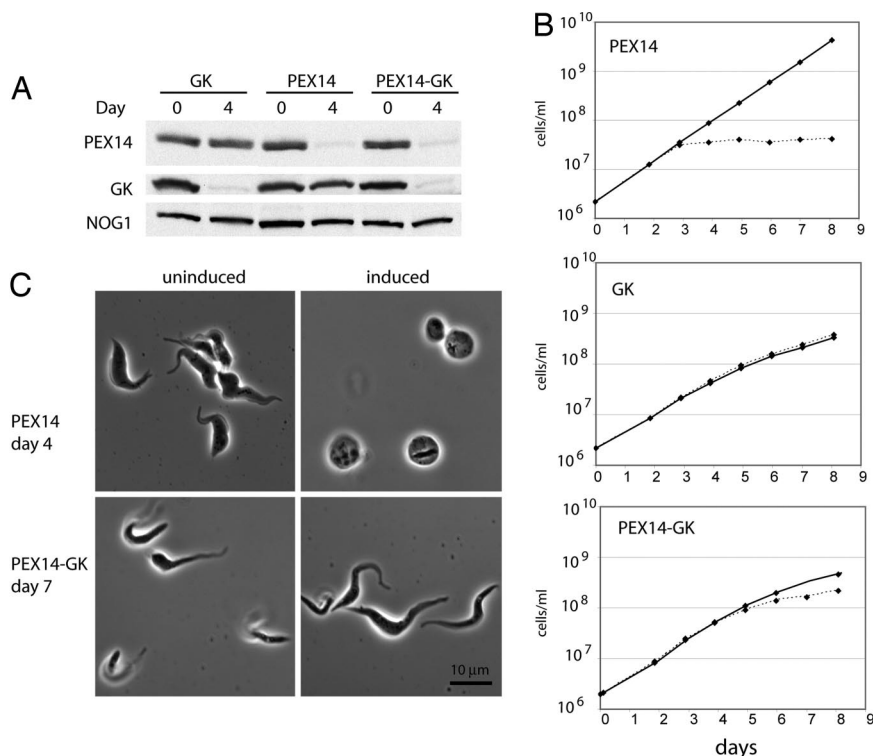 A
GK PEX14 PEX14-GK
Day 0 4 0 4 0 4
PEX14
GK
NOG1
B
PEX14
cells/ml
10^10
10^9
10^8
10^7
10^6
0 1 2 3 4 5 6 7 8 9
GK
cells/ml
10^10
10^9
10^8
10^7
10^6
0 1 2 3 4 5 6 7 8 9
PEX14-GK
cells/ml
10^10
10^9
10^8
10^7
10^6
0 1 2 3 4 5 6 7 8 9
days
C
uninduced induced
PEX14
day 4
PEX14-GK
day 7
10 μm